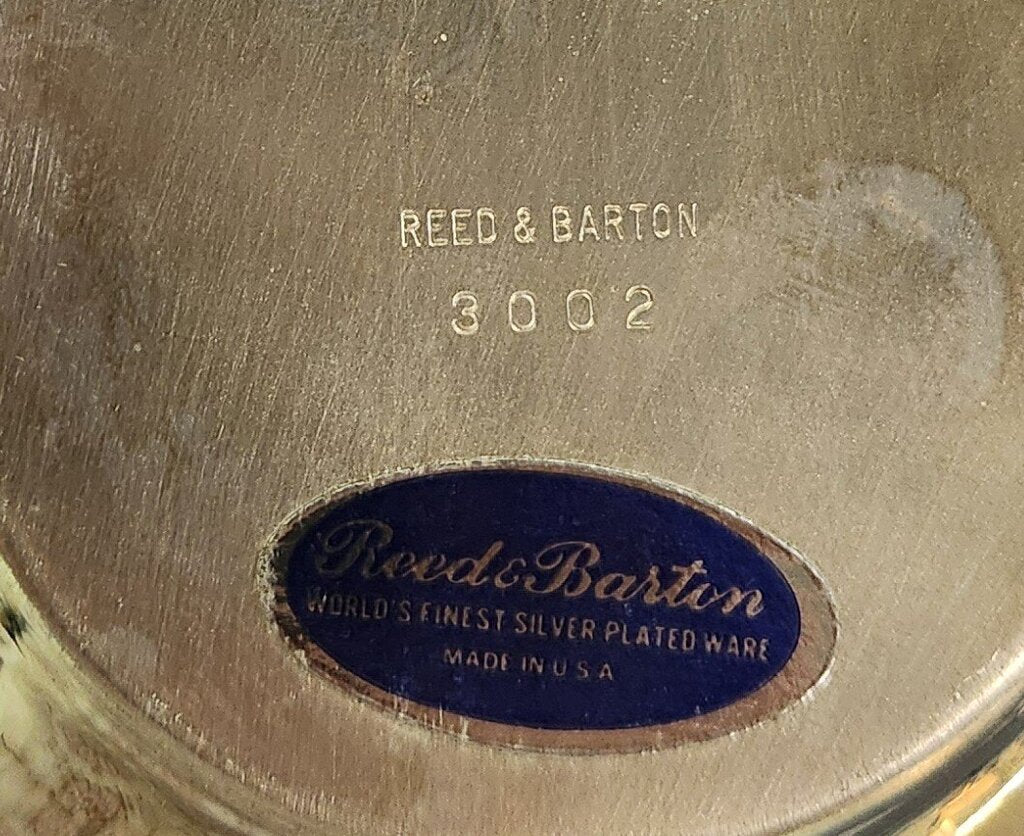 REED & BARTON
3002
Reed & Barton
WORLD'S FINEST SILVER PLATED WARE
MADE IN U S A